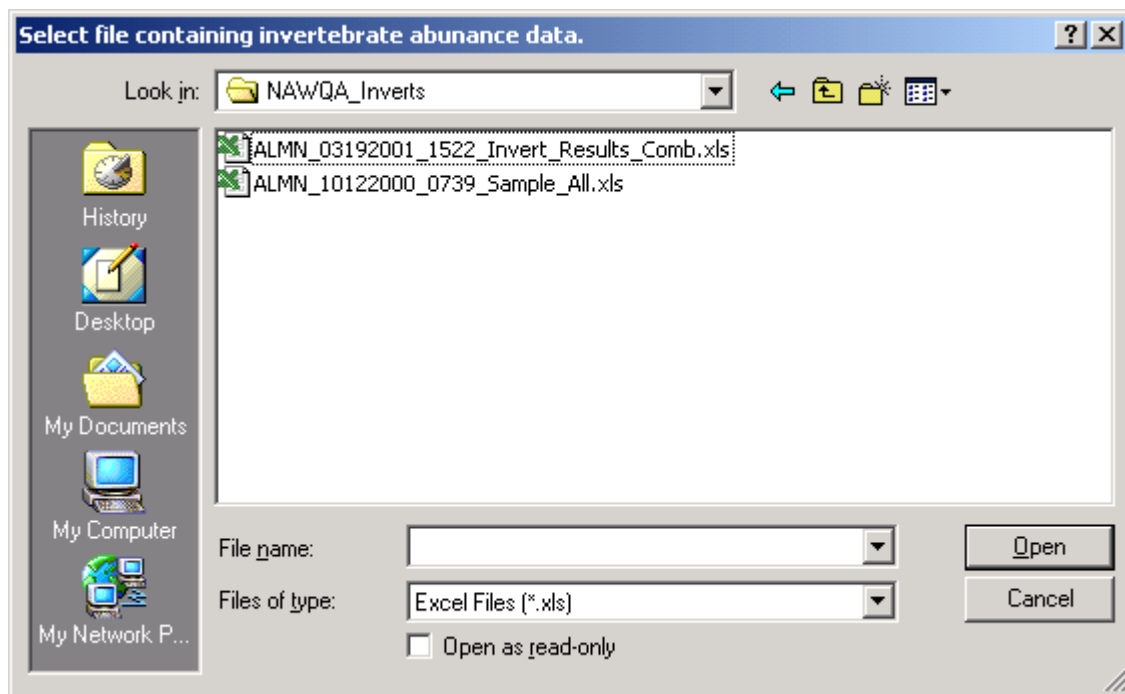 Select file containing invertebrate abunance data.
Look in: NAWQA_Inverts
ALMN_03192001_1522_Invert_Results_Comb.xls
ALMN_10122000_0739_Sample_All.xls
History
Desktop
My Documents
My Computer
My Network P...
File name:
Open
Files of type: Excel Files (*.xls)
Cancel
Open as read-only